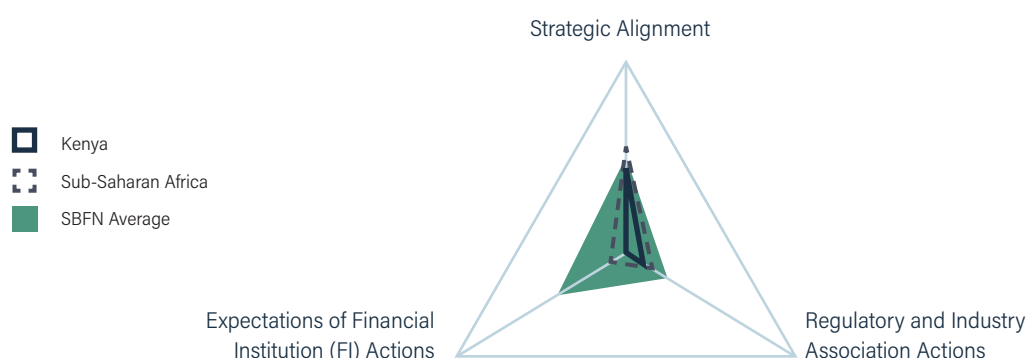 Strategic Alignment
Kenya
Sub-Saharan Africa
SBFN Average
Expectations of Financial
Institution (FI) Actions
Regulatory and Industry
Association Actions